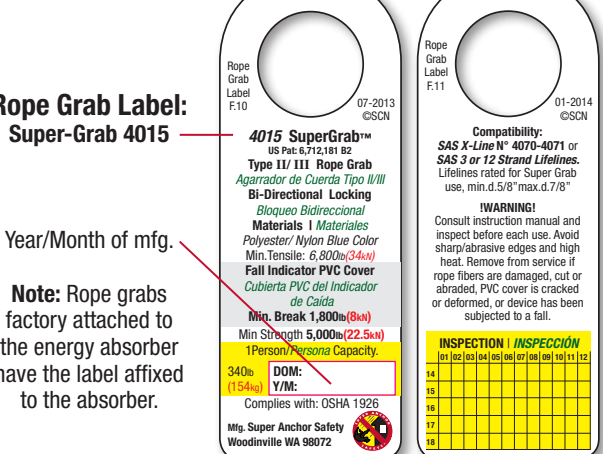 Rope Grab Label:
Super-Grab 4015
Year/Month of mfg.
Note: Rope grabs
factory attached to
the energy absorber
have the label affixed
to the absorber.
Rope
Grab
Label
F.10
07-2013
©SCN
4015 SuperGrab™
US Pat: 6,712,181 B2
Type II/ III Rope Grab
Agarrador de Cuerda Tipo II/III
Bi-Directional Locking
Bloqueo Bidireccional
Materials | Materiales
Polyester/ Nylon Blue Color
Min.Tensile: 6,800lb(34kN)
Fall Indicator PVC Cover
Cubierta PVC del Indicador
de Caída
Min. Break 1,800lb(8kN)
Min Strength 5,000lb(22.5kN)
1Person/Persona Capacity.
340lb
(154kg)
DOM:
Y/M:
Complies with: OSHA 1926
Mfg. Super Anchor Safety
Woodinville WA 98072
Rope
Grab
Label
F.11
01-2014
©SCN
Compatibility:
SAS X-Line N° 4070-4071 or
SAS 3 or 12 Strand Lifelines.
Lifelines rated for Super Grab
use, min.d.5/8"max.d.7/8"
!WARNING!
Consult instruction manual and
inspect before each use. Avoid
sharp/abrasive edges and high
heat. Remove from service if
rope fibers are damaged, cut or
abraded, PVC cover is cracked
or deformed, or device has been
subjected to a fall.
INSPECTION | INSPECCIÓN
01 02 03 04 05 06 07 08 09 10 11 12
14
15
16
17
18